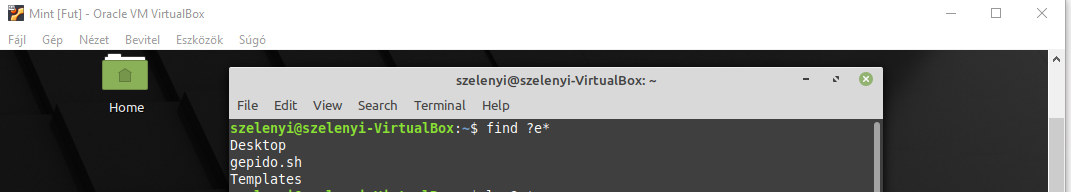 Mint [Fut] - Oracle VM VirtualBox
Fájl Gép Nézet Bevitel Eszközök Súgó
Home
szelenyi@szelenyi-VirtualBox: ~
File Edit View Search Terminal Help
szelenyi@szelenyi-VirtualBox:~$ find ?e*
Desktop
gepido.sh
Templates